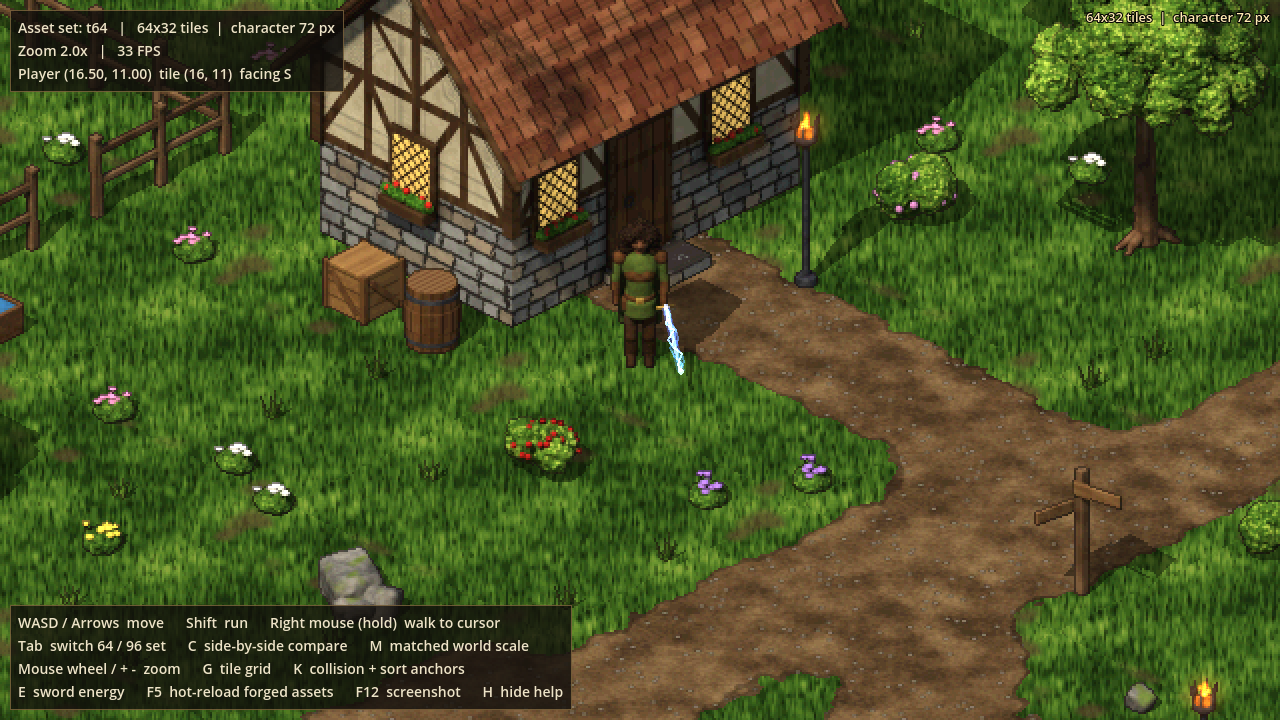 Asset set: t64   |   64x32 tiles  |  character 72 px
64x32 tiles  |  character 72 px
Zoom 2.0x   |   33 FPS
Player (16.50, 11.00)  tile (16, 11)  facing S
WASD / Arrows  move     Shift  run     Right mouse (hold)  walk to cursor
Tab  switch 64 / 96 set     C  side-by-side compare     M  matched world scale
Mouse wheel / + -  zoom     G  tile grid     K  collision + sort anchors
E  sword energy     F5  hot-reload forged assets     F12  screenshot     H  hide help